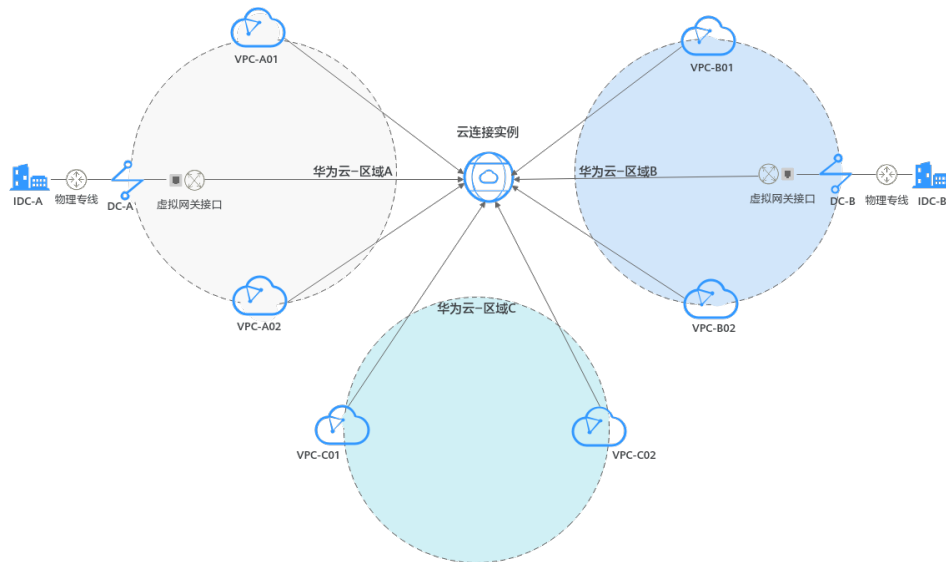 VPC-A01
VPC-B01
云连接实例
华为云–区域A
华为云–区域B
IDC-A
物理专线
DC-A
虚拟网关接口
虚拟网关接口
DC-B
物理专线
IDC-B
VPC-A02
华为云–区域C
VPC-B02
VPC-C01
VPC-C02